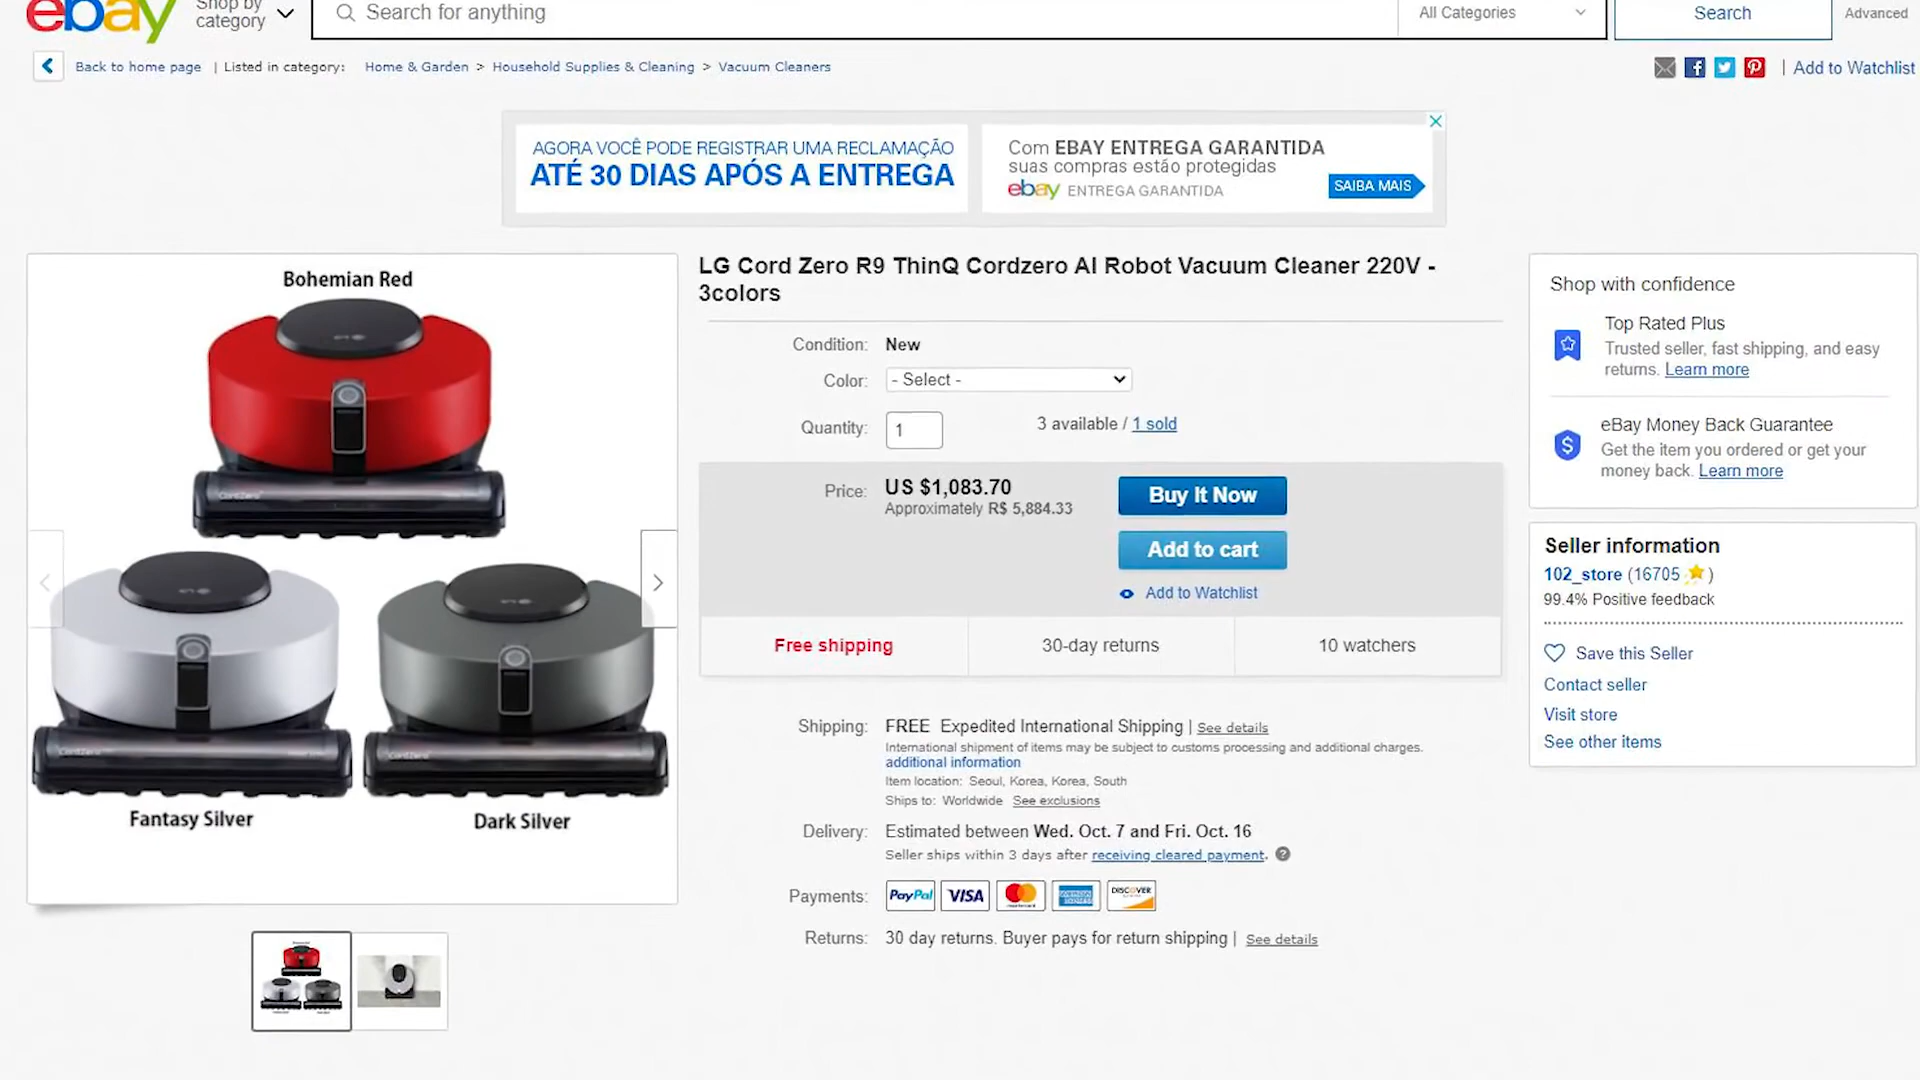 ebay
Shop by
category
Search for anything
All Categories
Search
Advanced
Back to home page | Listed in category: Home & Garden > Household Supplies & Cleaning > Vacuum Cleaners
| Add to Watchlist
AGORA VOCÊ PODE REGISTRAR UMA RECLAMAÇÃO
ATÉ 30 DIAS APÓS A ENTREGA
Com EBAY ENTREGA GARANTIDA
suas compras estão protegidas
ebay ENTREGA GARANTIDA
SAIBA MAIS
Bohemian Red
CordZero
CordZero
CordZero
Fantasy Silver
Dark Silver
LG Cord Zero R9 ThinQ Cordzero AI Robot Vacuum Cleaner 220V -
3colors
Condition: New
Color: - Select -
Quantity: 1
3 available / 1 sold
Price: US $1,083.70
Approximately R$ 5,884.33
Buy It Now
Add to cart
Add to Watchlist
Free shipping
30-day returns
10 watchers
Shipping: FREE Expedited International Shipping | See details
International shipment of items may be subject to customs processing and additional charges.
additional information
Item location: Seoul, Korea, Korea, South
Ships to: Worldwide See exclusions
Delivery: Estimated between Wed. Oct. 7 and Fri. Oct. 16
Seller ships within 3 days after receiving cleared payment. ?
Payments: PayPal VISA mastercard AMERICAN EXPRESS DISCOVER
Returns: 30 day returns. Buyer pays for return shipping | See details
Shop with confidence
Top Rated Plus
Trusted seller, fast shipping, and easy
returns. Learn more
eBay Money Back Guarantee
Get the item you ordered or get your
money back. Learn more
Seller information
102_store (16705 )
99.4% Positive feedback
Save this Seller
Contact seller
Visit store
See other items